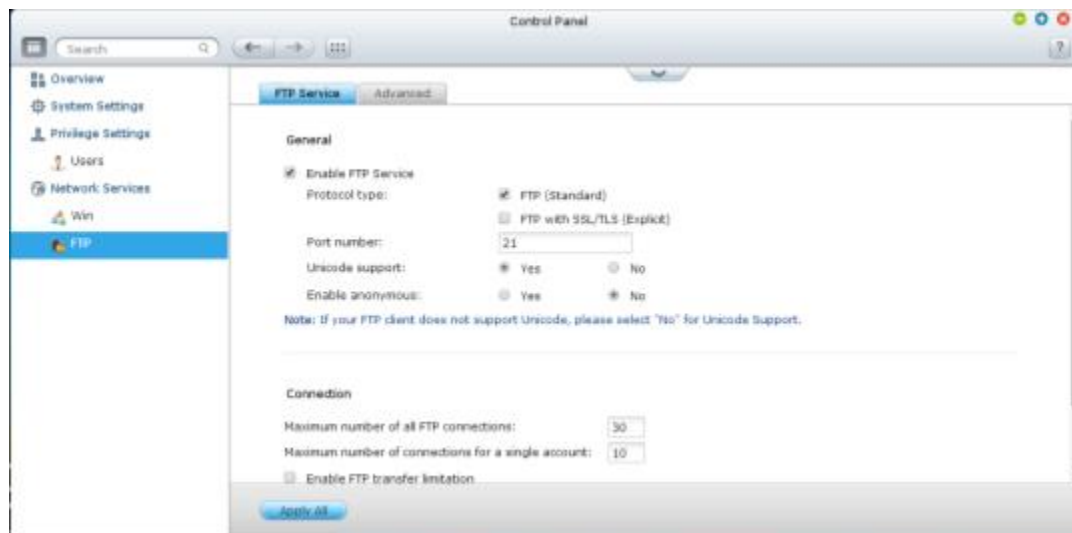 Control Panel
Search
?
Overview
System Settings
Privilege Settings
Users
Network Services
Win
FTP
FTP Service
Advanced
General
Enable FTP Service
Protocol type:
FTP (Standard)
FTP with SSL/TLS (Explicit)
Port number:
21
Unicode support:
Yes
No
Enable anonymous:
Yes
No
Note: If your FTP client does not support Unicode, please select "No" for Unicode Support.
Connection
Maximum number of all FTP connections:
30
Maximum number of connections for a single account:
10
Enable FTP transfer limitation
Apply All